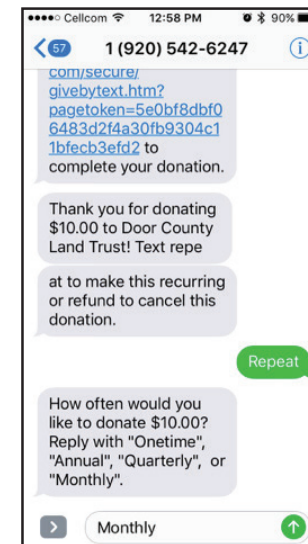 Cellcom 12:58 PM 90%
57 1 (920) 542-6247 i
com/secure/
givebytext.htm?
pagetoken=5e0bf8dbf0
6483d2f4a30fb9304c1
1bfecb3efd2 to
complete your donation.
Thank you for donating
$10.00 to Door County
Land Trust! Text repe
at to make this recurring
or refund to cancel this
donation.
Repeat
How often would you
like to donate $10.00?
Reply with "Onetime",
"Annual", "Quarterly", or
"Monthly".
Monthly